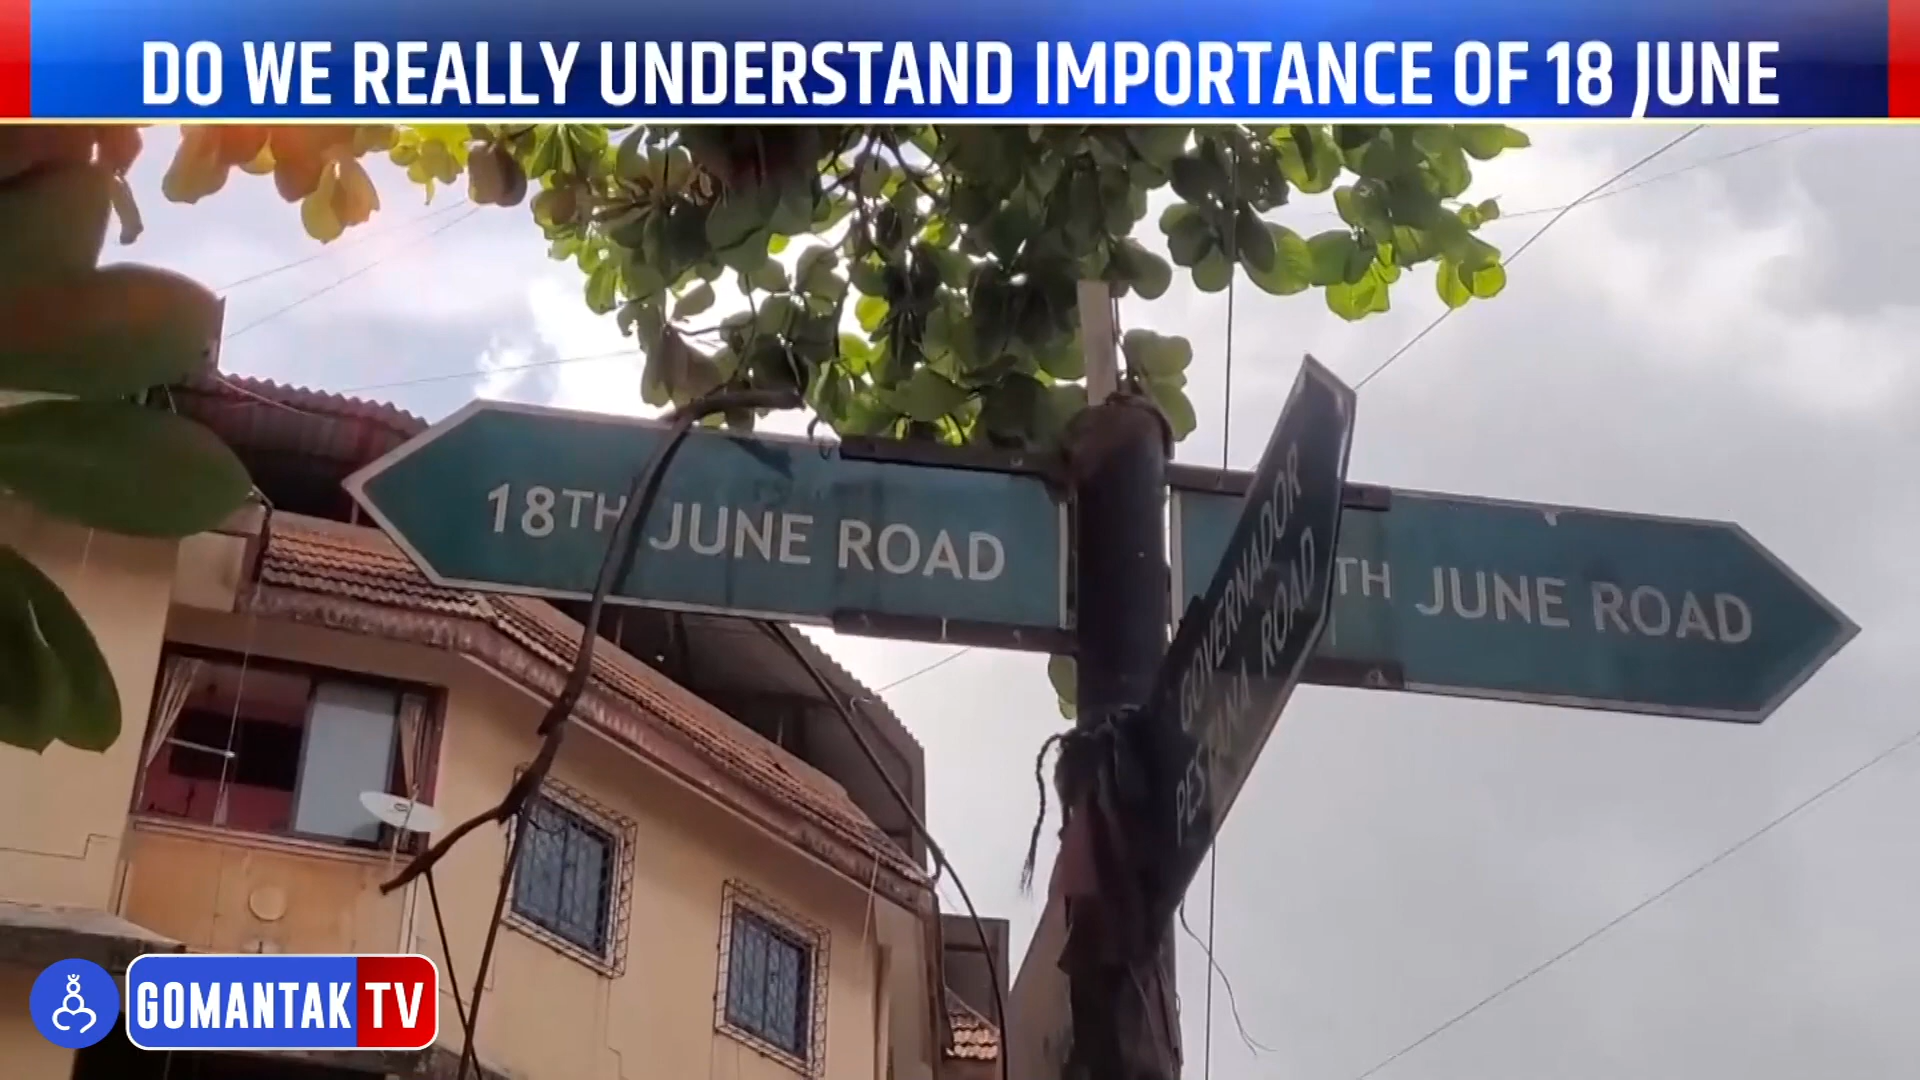 DO WE REALLY UNDERSTAND IMPORTANCE OF 18 JUNE
18TH JUNE ROAD
TH JUNE ROAD
GOVERNADOR
PESTANA ROAD
GOMANTAK TV